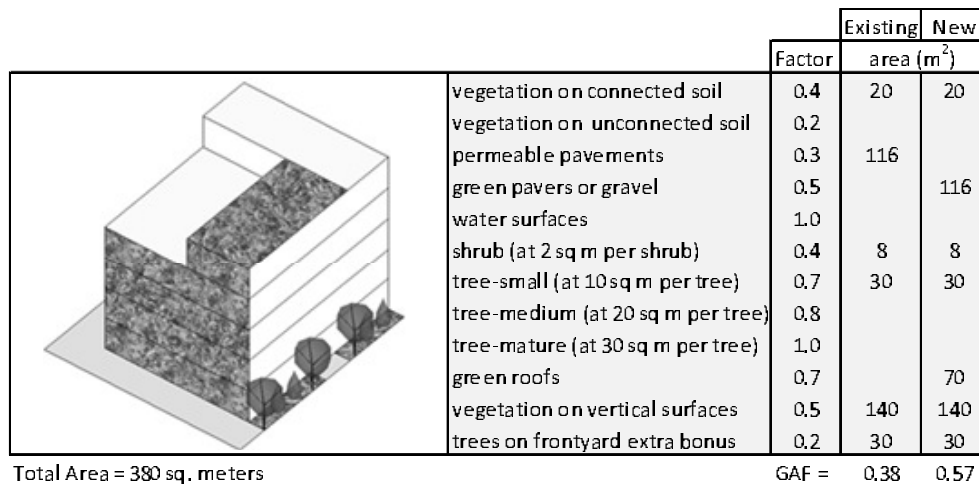 Existing New
Factor area (m²)
vegetation on connected soil 0.4 20 20
vegetation on unconnected soil 0.2
permeable pavements 0.3 116
green pavers or gravel 0.5 116
water surfaces 1.0
shrub (at 2 sq m per shrub) 0.4 8 8
tree-small (at 10 sq m per tree) 0.7 30 30
tree-medium (at 20 sq m per tree) 0.8
tree-mature (at 30 sq m per tree) 1.0
green roofs 0.7 70
vegetation on vertical surfaces 0.5 140 140
trees on frontyard extra bonus 0.2 30 30
Total Area = 380 sq. meters GAF = 0.38 0.57